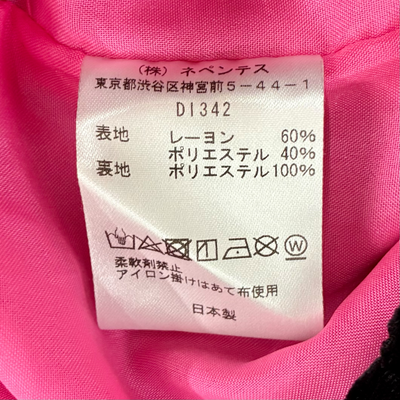 (株) ネペンテス
東京都渋谷区神宮前5-44-1
DI342
表地 レーヨン 60%
ポリエステル 40%
裏地 ポリエステル 100%
柔軟剤禁止
アイロン掛けはあて布使用
日本製